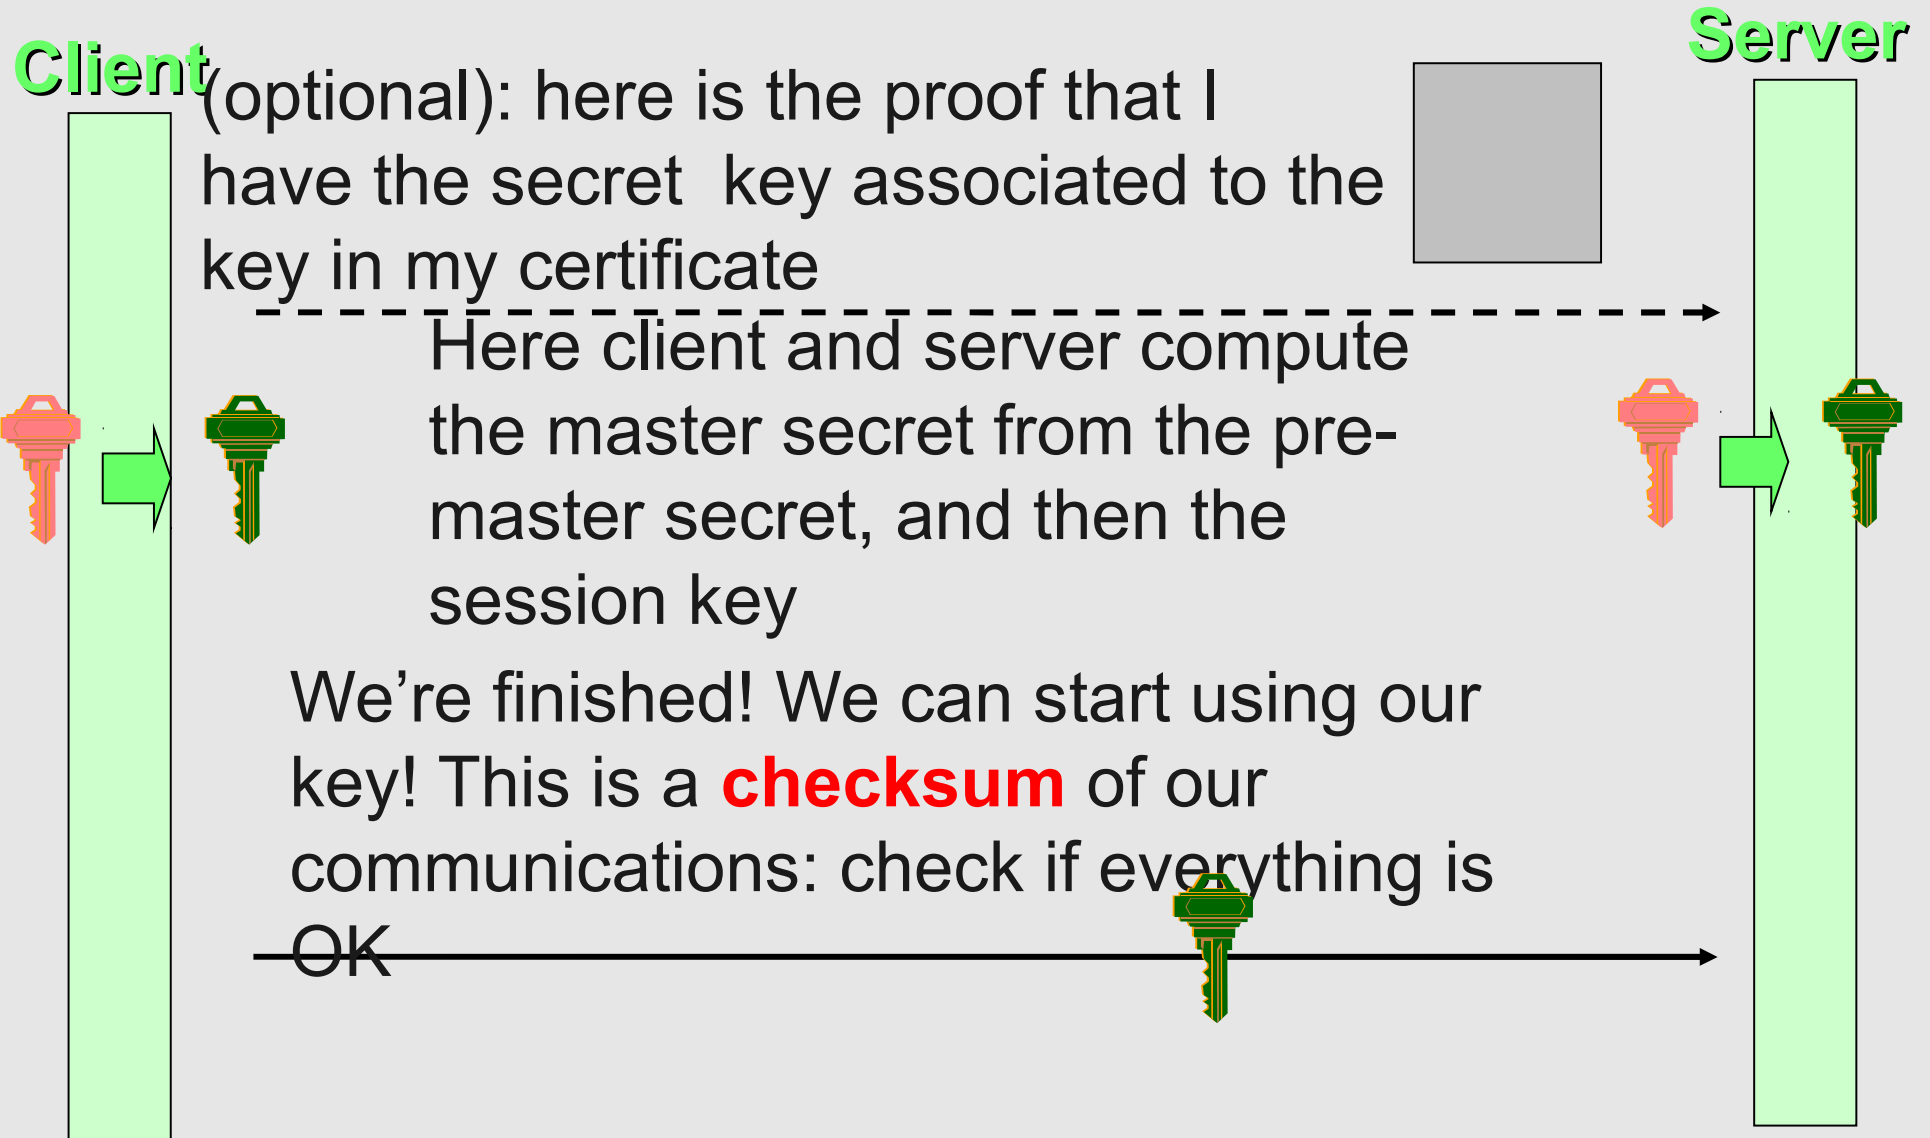 Client
Server
(optional): here is the proof that I
have the secret  key associated to the
key in my certificate
Here client and server compute
the master secret from the pre-
master secret, and then the
session key
We’re finished! We can start using our
key! This is a checksum of our
communications: check if everything is
OK